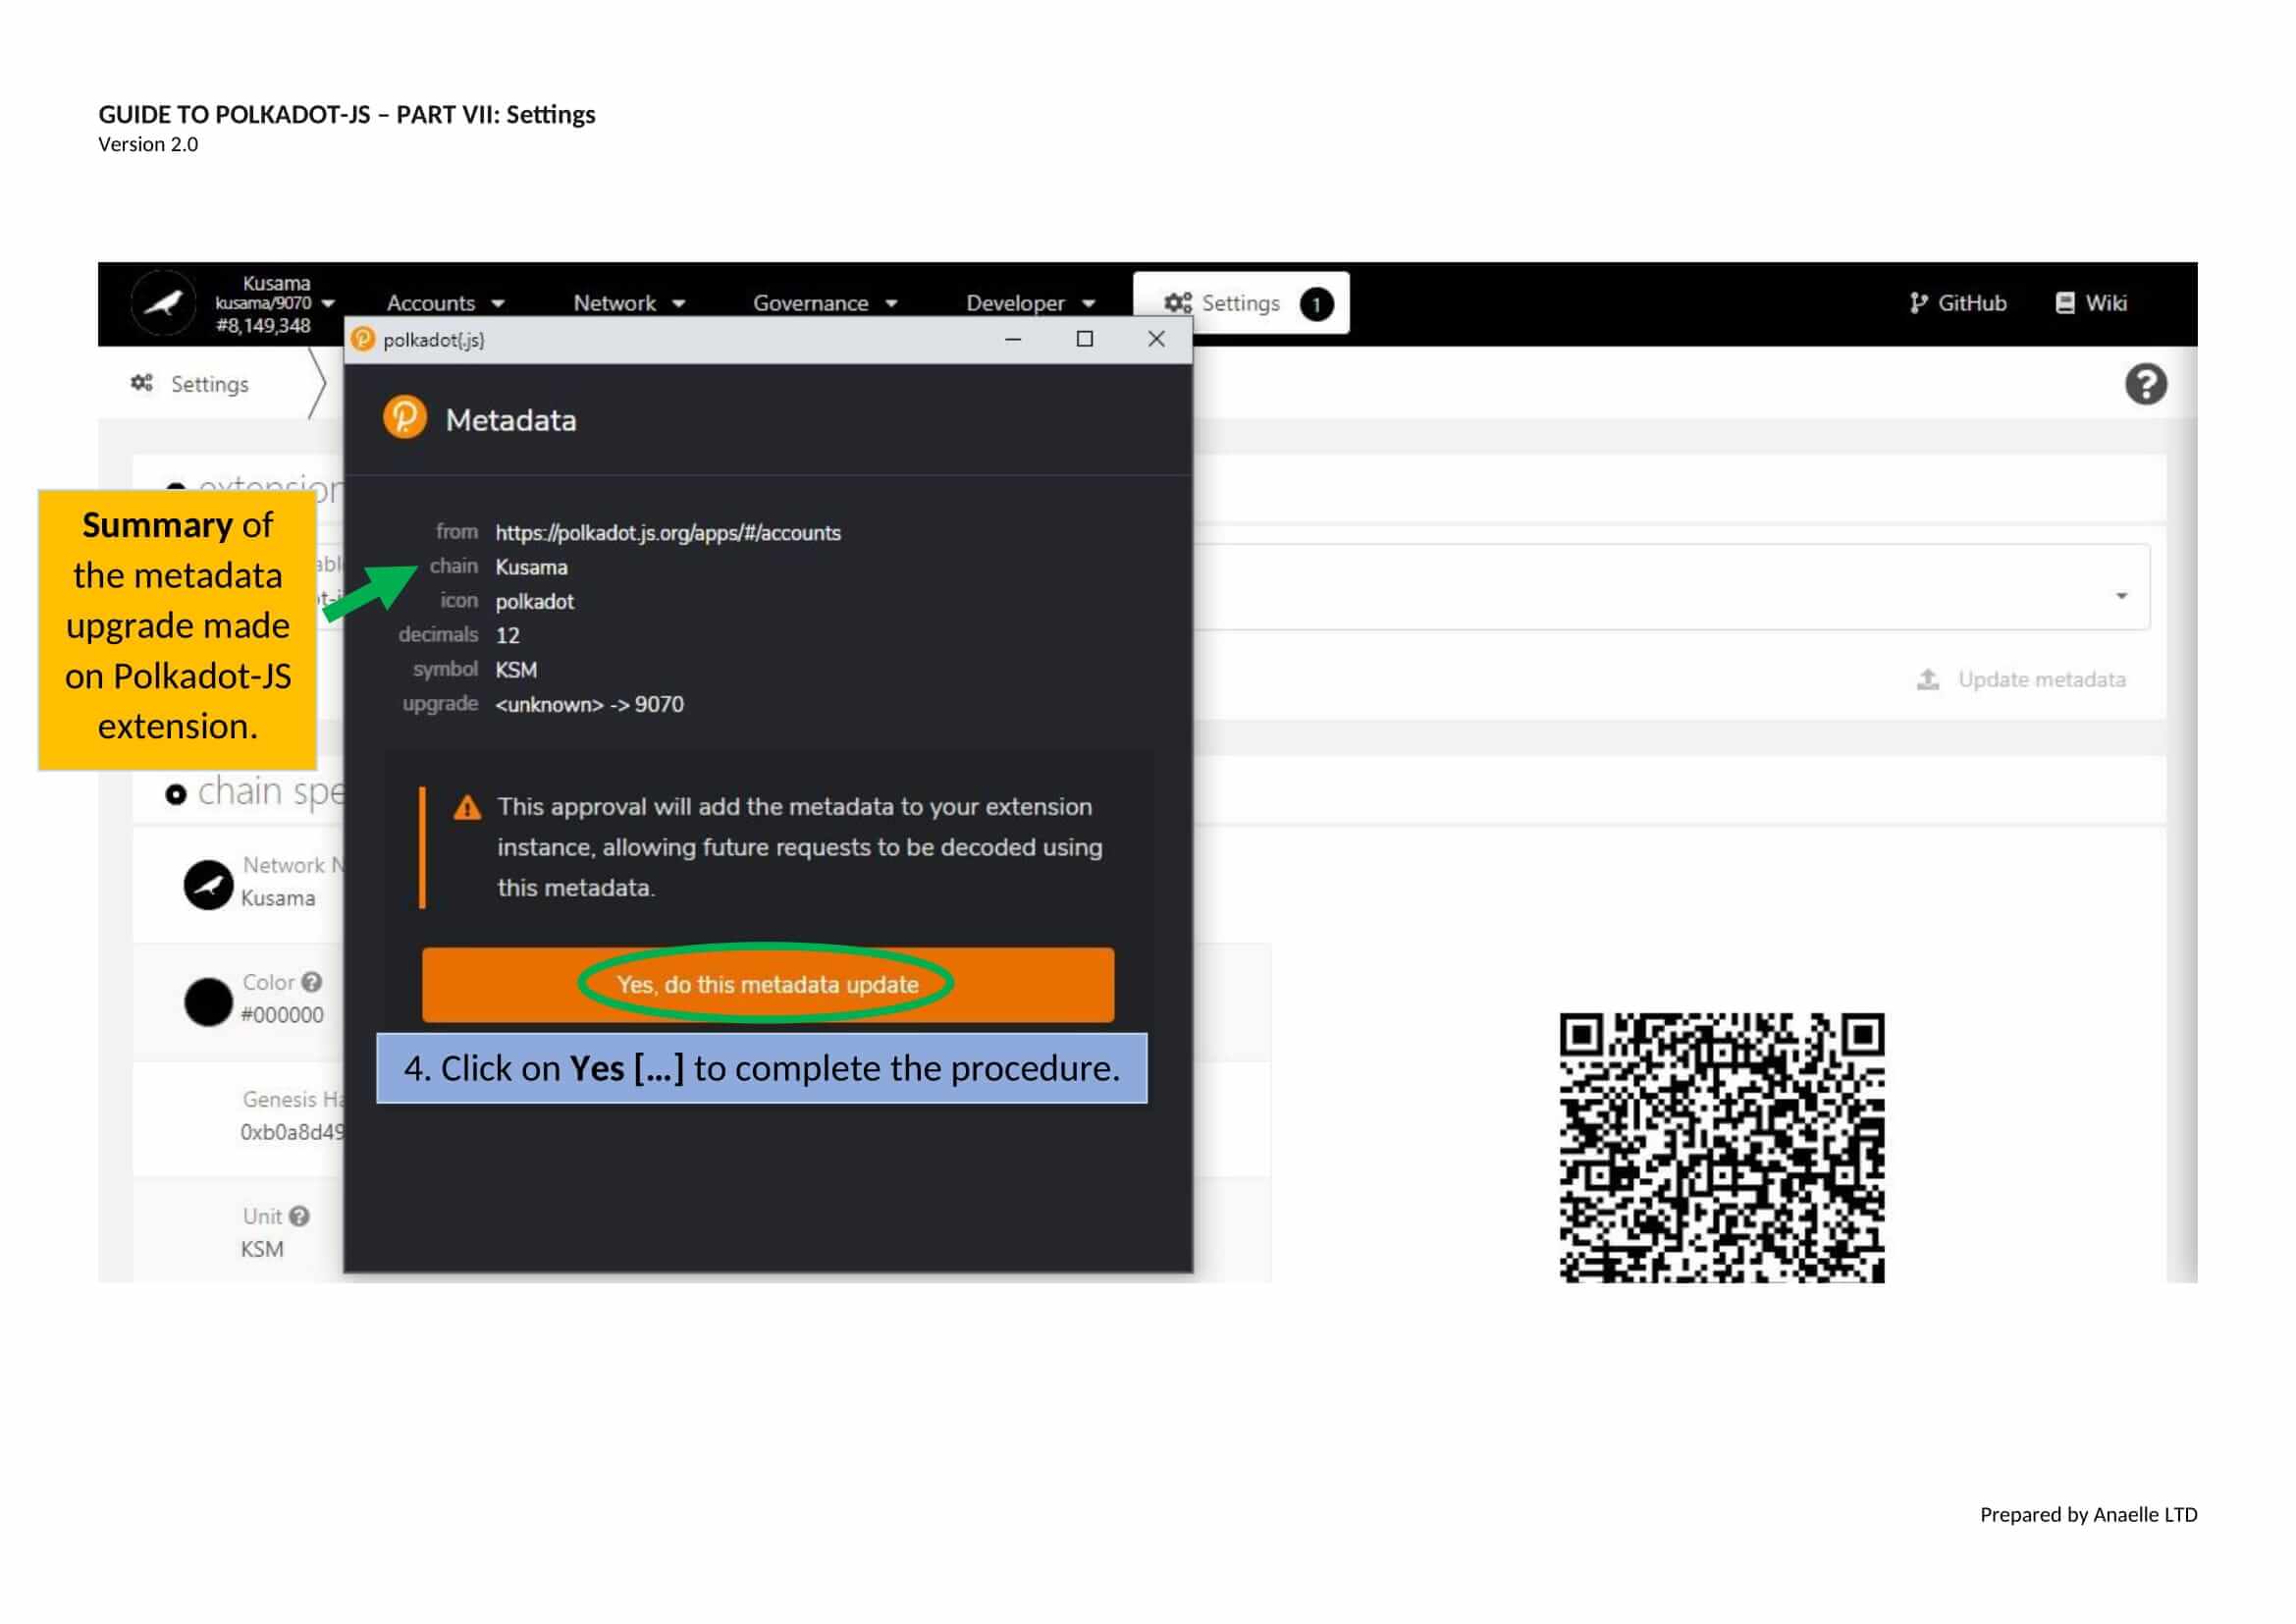 GUIDE TO POLKADOT-JS – PART VII: Settings
Version 2.0
Kusama
kusama/9070
#8,149,348
Accounts
Network
Governance
Developer
Settings
1
GitHub
Wiki
polkadot{.js}
Settings
Metadata
extension
Summary of
the metadata
upgrade made
on Polkadot-JS
extension.
from https://polkadot.js.org/apps/#/accounts
chain Kusama
icon polkadot
decimals 12
symbol KSM
upgrade <unknown> -> 9070
Update metadata
chain spe
This approval will add the metadata to your extension
instance, allowing future requests to be decoded using
this metadata.
Network N
Kusama
Yes, do this metadata update
Color
#000000
4. Click on Yes [...] to complete the procedure.
Genesis Ha
0xb0a8d49
Unit
KSM
Prepared by Anaelle LTD